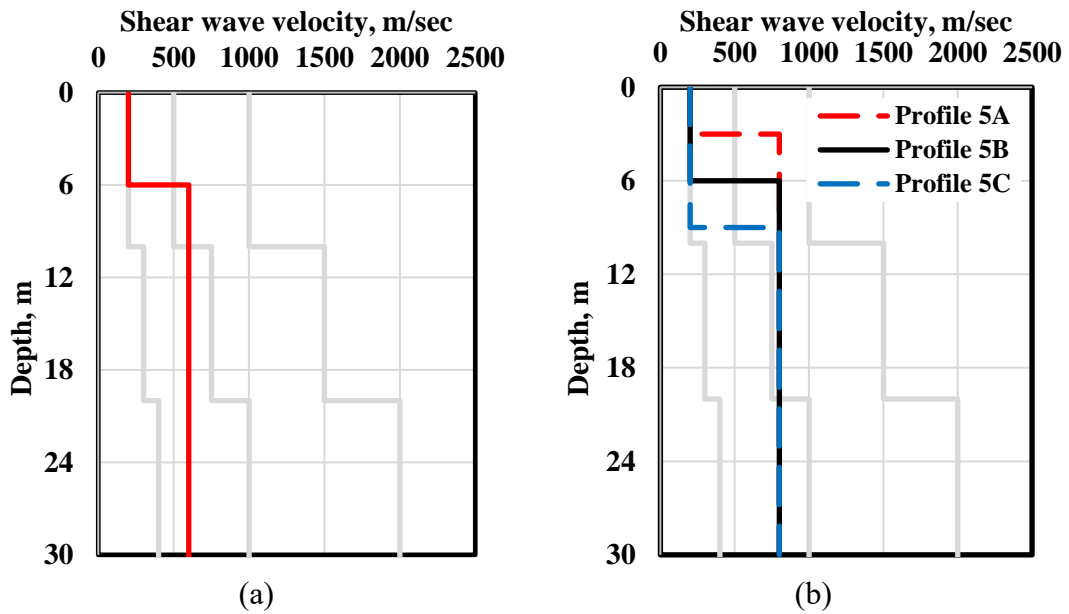 Shear wave velocity, m/sec
0 500 1000 1500 2000 2500
0
6
12
18
24
30
Depth, m
(a)
Shear wave velocity, m/sec
0 500 1000 1500 2000 2500
0
6
12
18
24
30
Depth, m
Profile 5A
Profile 5B
Profile 5C
(b)